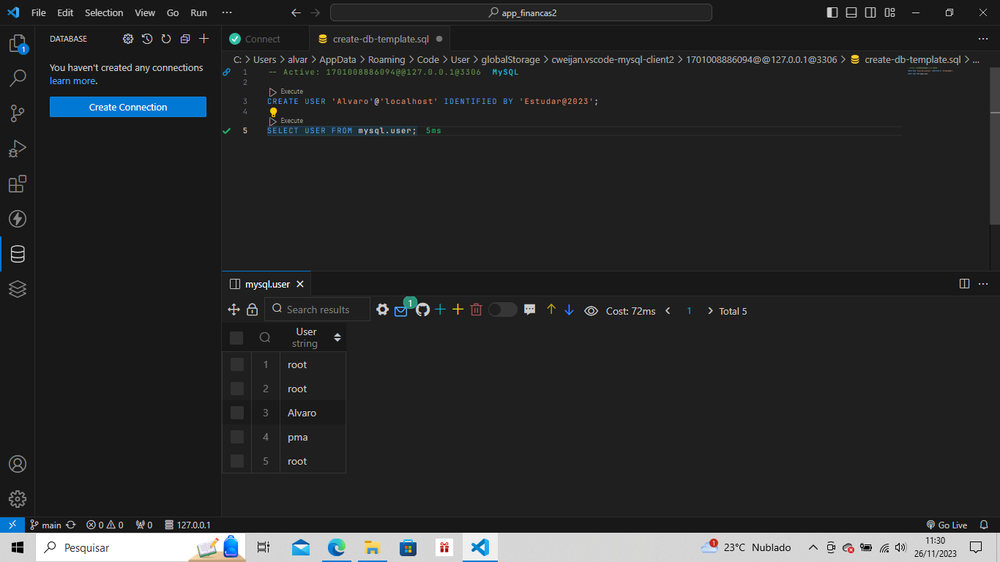 File Edit Selection View Go Run ···
app_financas2
DATABASE
Connect
create-db-template.sql
You haven't created any connections
learn more.
Create Connection
1
C: > Users > alvar > AppData > Roaming > Code > User > globalStorage > cweijan.vscode-mysql-client2 > 1701008886094@@127.0.0.1@3306 > create-db-template.sql > ...
1 -- Active: 1701008886094@@127.0.0.1@3306 MySQL
2
Execute
3 CREATE USER 'Alvaro'@'localhost' IDENTIFIED BY 'Estudar@2023';
4
Execute
5 SELECT USER FROM mysql.user; 5ms
mysql.user
Search results
1
Cost: 72ms < 1 > Total 5
User
string
1 root
2 root
3 Alvaro
4 pma
5 root
main 0 0 0 127.0.0.1
Go Live
Pesquisar
1
23°C Nublado
11:30
26/11/2023